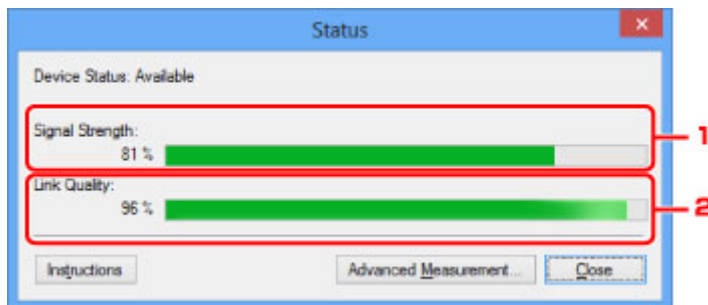 Status
Device Status: Available
Signal Strength:
81 %
1
Link Quality:
96 %
2
Instructions
Advanced Measurement...
Close